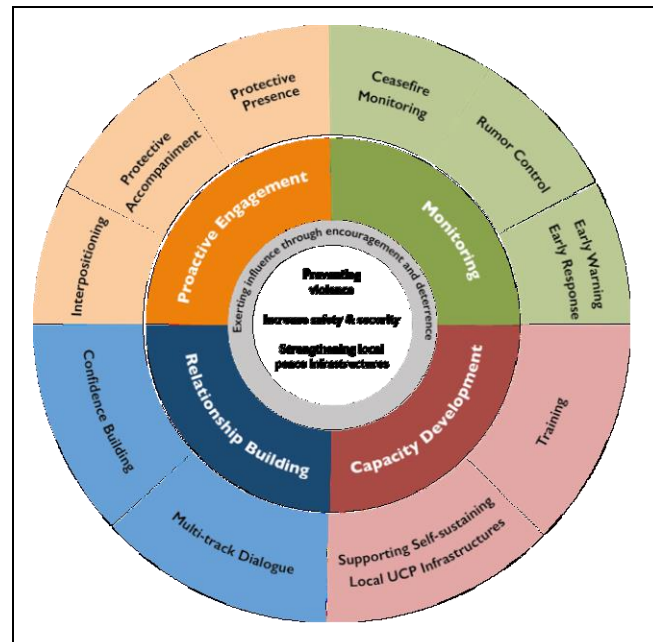 Protective
Presence
Ceasefire
Monitoring
Protective
Accompaniment
Rumor Control
Interpositioning
Early Warning
Early Response
Proactive Engagement
Monitoring
Exerting influence through encouragement and deterrence
Preventing
violence
Increase safety & security
Strengthening local
peace infrastructures
Relationship Building
Capacity Development
Confidence Building
Training
Multi-track Dialogue
Supporting Self-sustaining
Local UCP Infrastructures